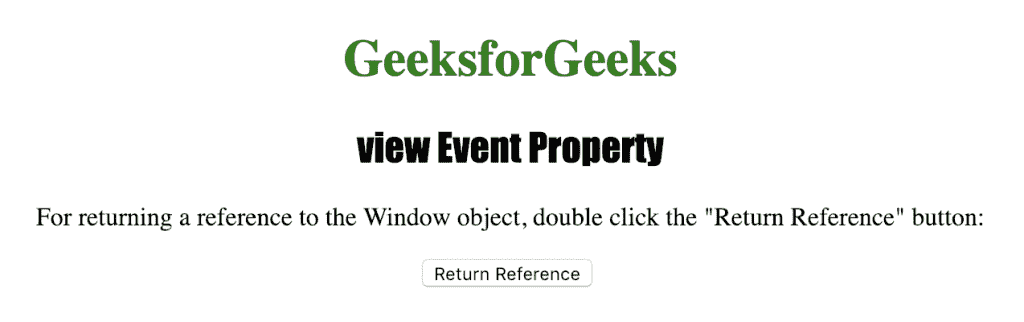 GeeksforGeeks
view Event Property
For returning a reference to the Window object, double click the "Return Reference" button:
Return Reference